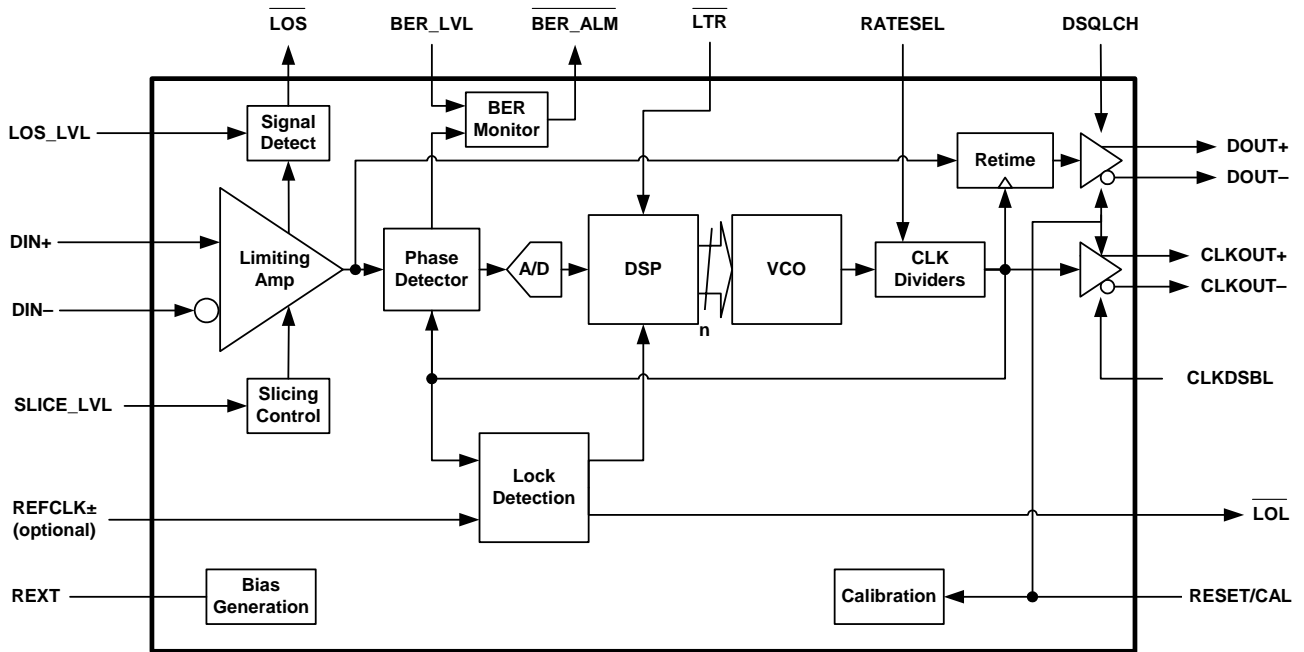 LOS
BER_LVL
BER_ALM
LTR
RATESEL
DSQLCH
LOS_LVL
Signal
Detect
BER
Monitor
Retime
DOUT+
DOUT–
DIN+
DIN–
Limiting
Amp
Phase
Detector
A/D
DSP
n
VCO
CLK
Dividers
CLKOUT+
CLKOUT–
CLKDSBL
SLICE_LVL
Slicing
Control
Lock
Detection
REFCLK±
(optional)
LOL
REXT
Bias
Generation
Calibration
RESET/CAL